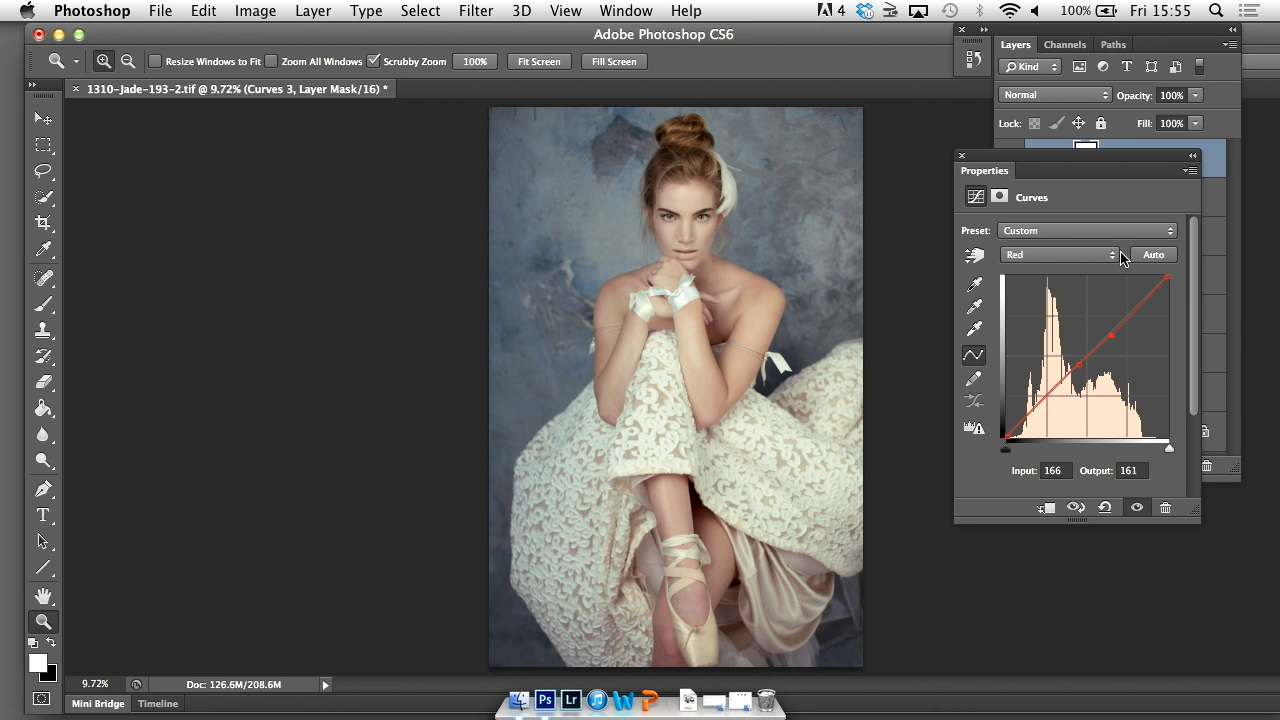 Photoshop File Edit Image Layer Type Select Filter 3D View Window Help 4 100% Fri 15:55
Adobe Photoshop CS6
Resize Windows to Fit Zoom All Windows Scrubby Zoom 100% Fit Screen Fill Screen
1310-Jade-193-2.tif @ 9.72% (Curves 3, Layer Mask/16) *
Layers Channels Paths
Kind
Normal Opacity: 100%
Lock: Fill: 100%
Properties
Curves
Preset: Custom
Red Auto
Input: 166 Output: 161
9.72% Doc: 126.6M/208.6M
Mini Bridge Timeline